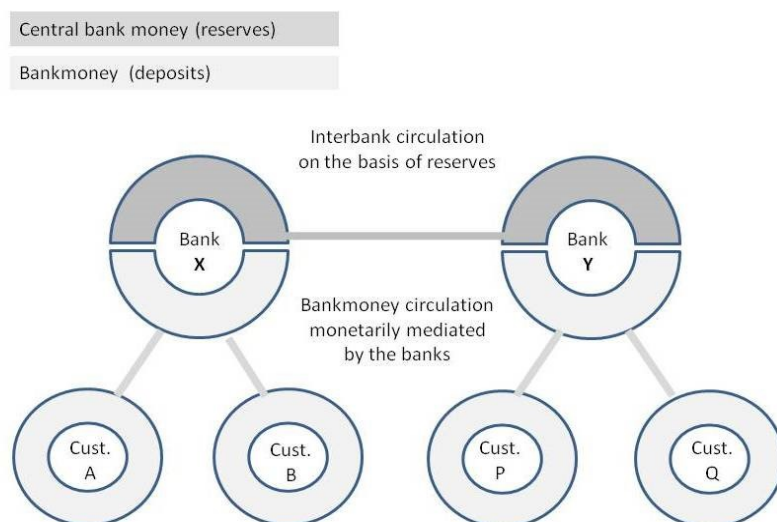 Central bank money (reserves)
Bankmoney (deposits)
Interbank circulation
on the basis of reserves
Bank
X
Bank
Y
Bankmoney circulation
monetarily mediated
by the banks
Cust.
A
Cust.
B
Cust.
P
Cust.
Q